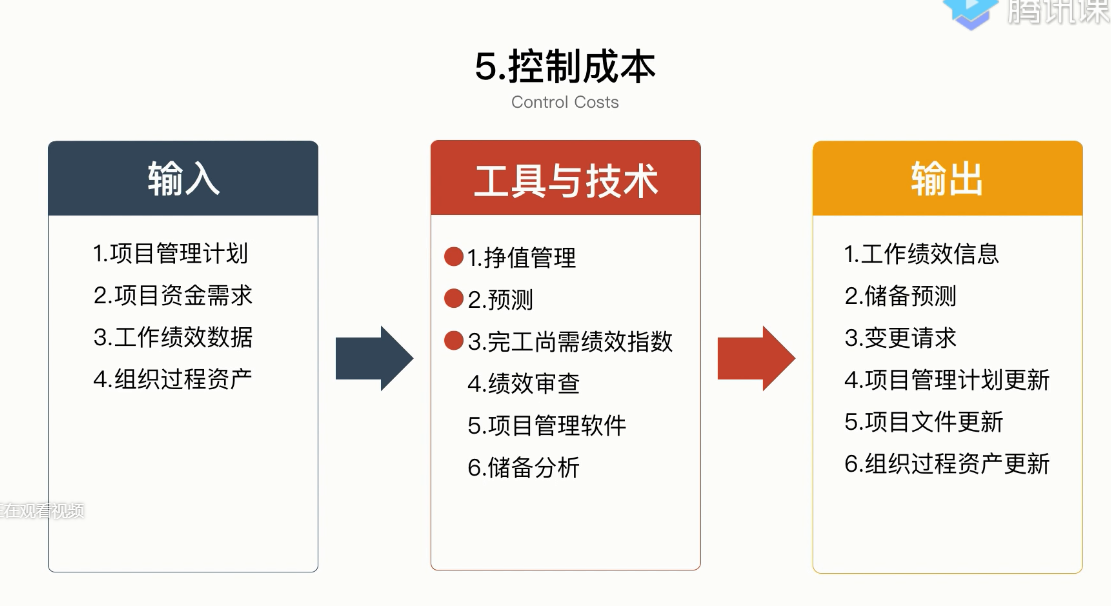 腾讯课
5.控制成本
Control Costs
输入
1.项目管理计划
2.项目资金需求
3.工作绩效数据
4.组织过程资产
工具与技术
1.挣值管理
2.预测
3.完工尚需绩效指数
4.绩效审查
5.项目管理软件
6.储备分析
输出
1.工作绩效信息
2.储备预测
3.变更请求
4.项目管理计划更新
5.项目文件更新
6.组织过程资产更新
在观看视频